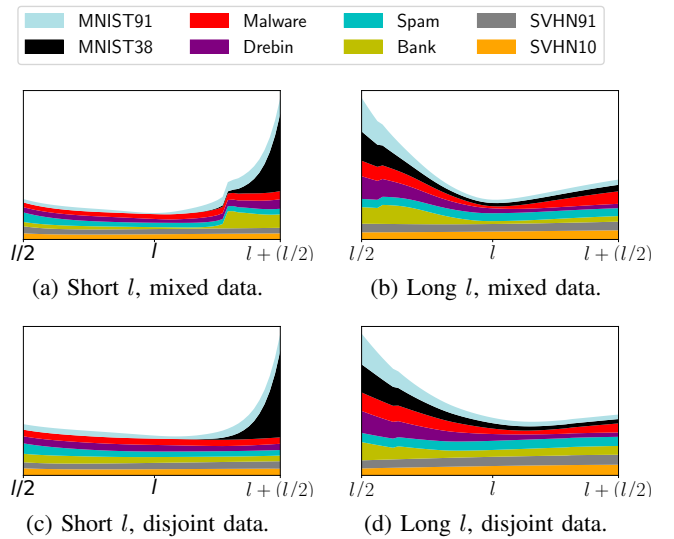 MNIST91 Malware Spam SVHN91
MNIST38 Drebin Bank SVHN10
l/2 l l + (l/2)
l/2 l l + (l/2)
(a) Short l, mixed data.
(b) Long l, mixed data.
l/2 l l + (l/2)
l/2 l l + (l/2)
(c) Short l, disjoint data.
(d) Long l, disjoint data.